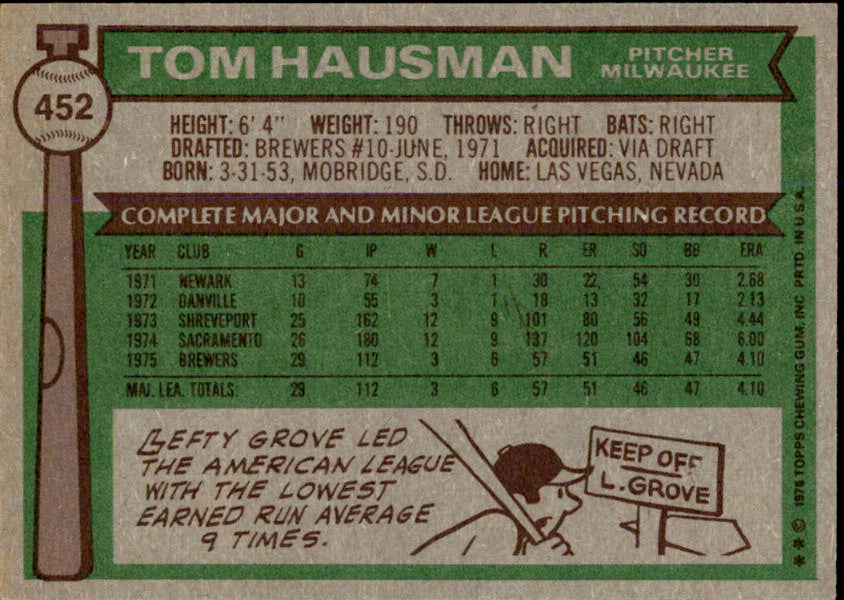 452
TOM HAUSMAN
PITCHER
MILWAUKEE
HEIGHT: 6' 4" WEIGHT: 190 THROWS: RIGHT BATS: RIGHT
DRAFTED: BREWERS #10-JUNE, 1971 ACQUIRED: VIA DRAFT
BORN: 3-31-53, MOBRIDGE, S.D. HOME: LAS VEGAS, NEVADA
COMPLETE MAJOR AND MINOR LEAGUE PITCHING RECORD
YEAR CLUB G IP W L R ER SO BB ERA
1971 NEWARK 13 74 7 1 30 22 54 30 2.68
1972 DANVILLE 10 55 3 1 18 13 32 17 2.13
1973 SHREVEPORT 25 162 12 9 101 80 56 49 4.44
1974 SACRAMENTO 26 180 12 9 137 120 104 68 6.00
1975 BREWERS 29 112 3 6 57 51 46 47 4.10
MAJ. LEA. TOTALS: 29 112 3 6 57 51 46 47 4.10
LEFTY GROVE LED
THE AMERICAN LEAGUE
WITH THE LOWEST
EARNED RUN AVERAGE
9 TIMES.
KEEP OFF
L. GROVE
** © 1976 TOPPS CHEWING GUM, INC. PRTD. IN U.S.A.